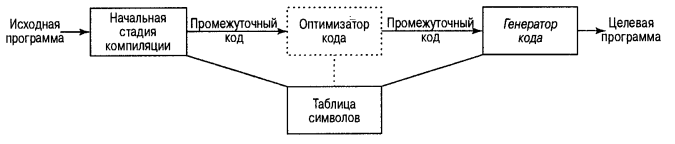 Исходная
программа
Начальная
стадия
компиляции
Промежуточный
код
Оптимизатор
кода
Промежуточный
код
Генератор
кода
Целевая
программа
Таблица
символов